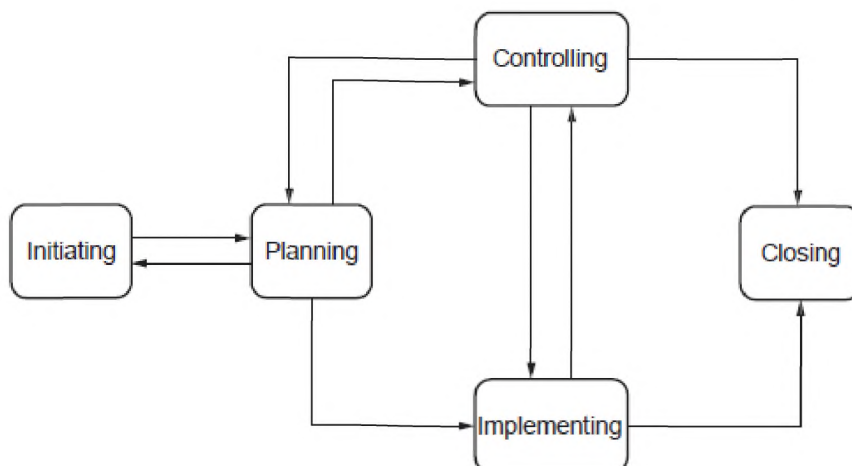 Controlling
Initiating
Planning
Closing
Implementing